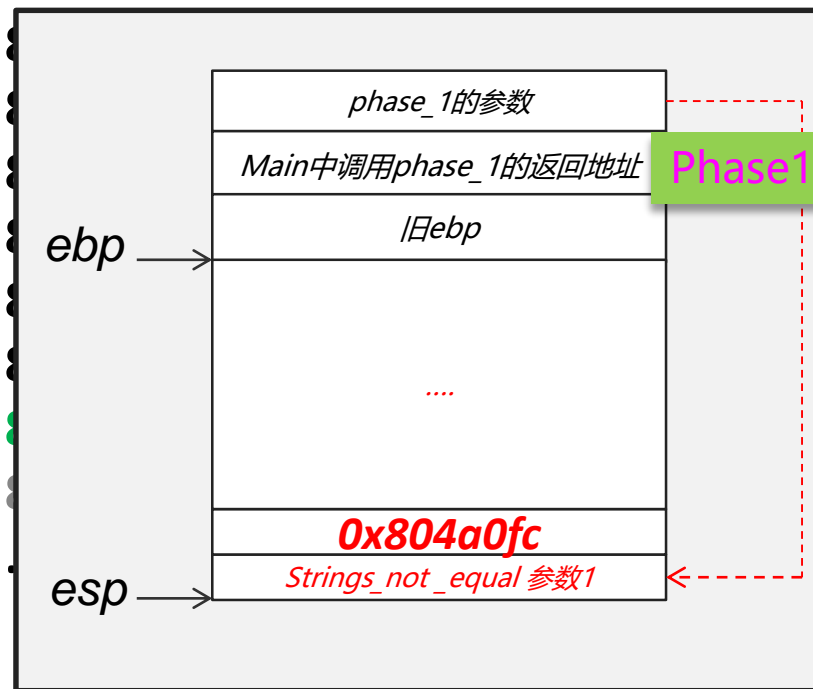 phase_1的参数
Main中调用phase_1的返回地址
Phase1
旧ebp
ebp
....
0x804a0fc
Strings_not _equal 参数1
esp